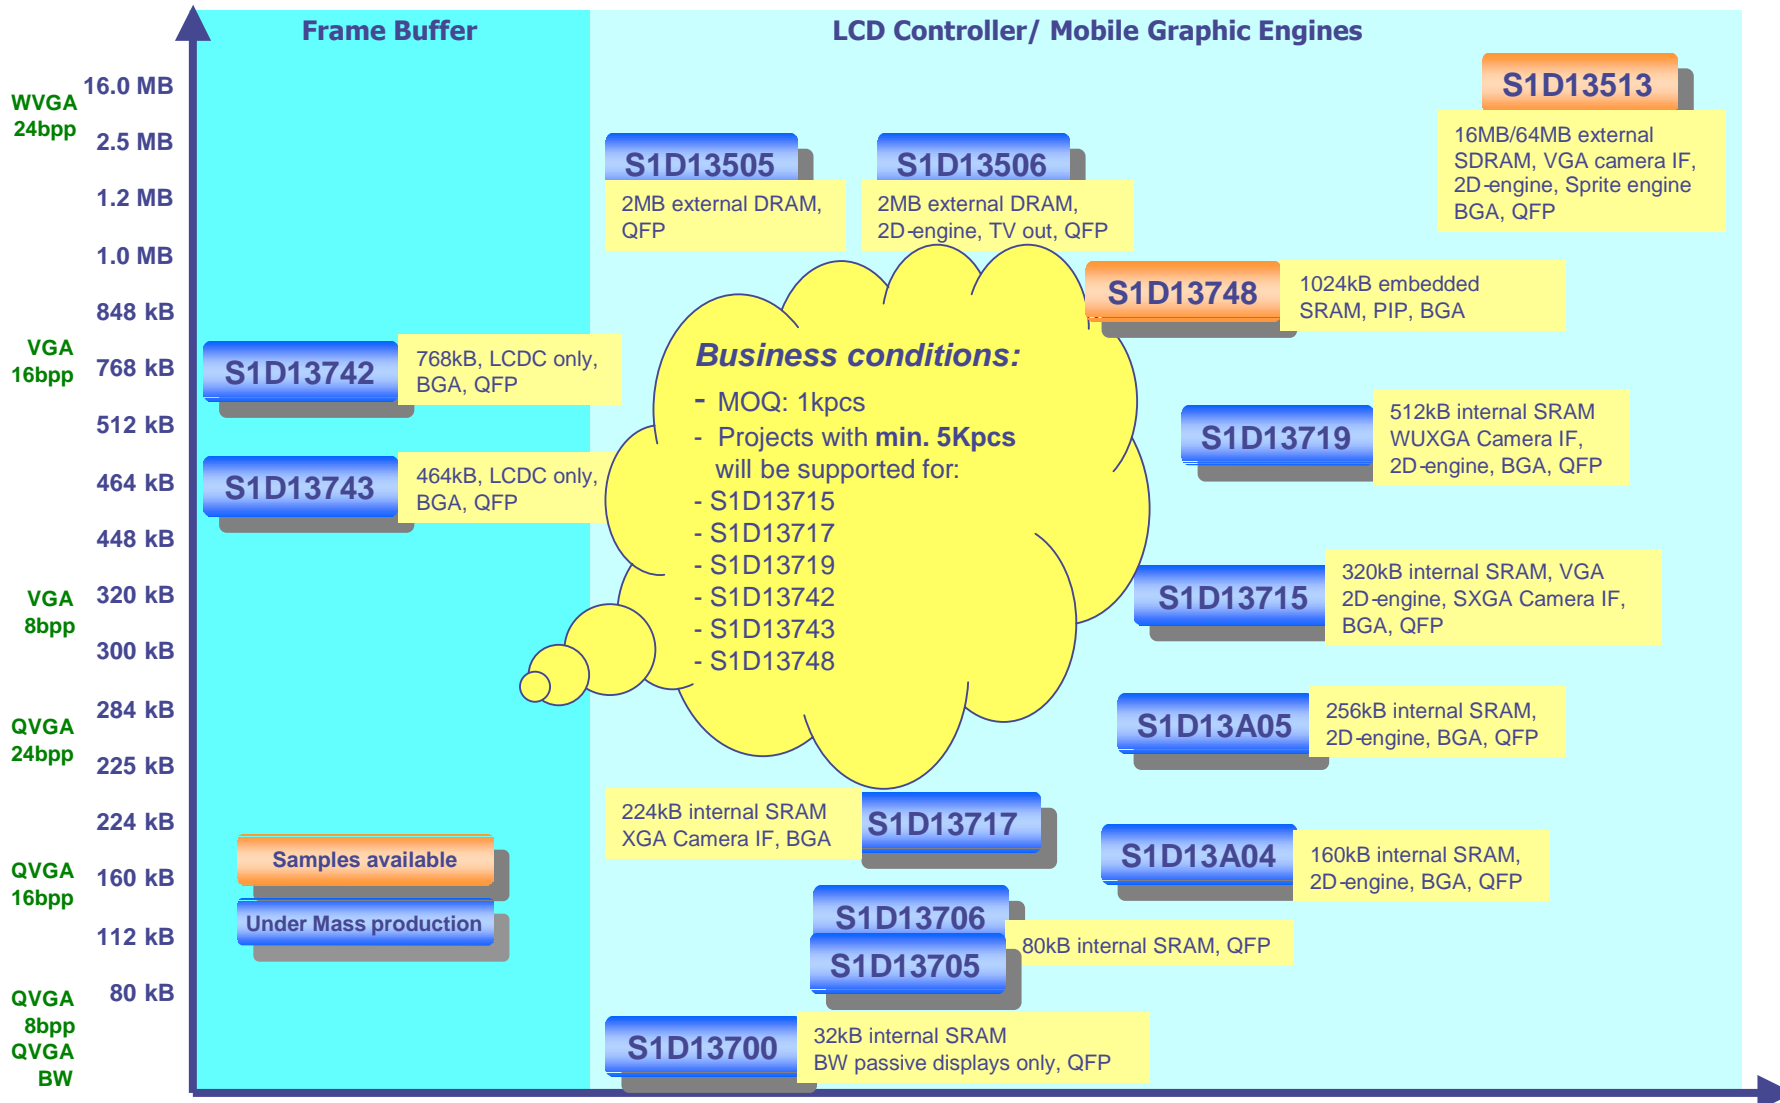 Frame Buffer
LCD Controller/ Mobile Graphic Engines
WVGA
24bpp
VGA
16bpp
VGA
8bpp
QVGA
24bpp
QVGA
16bpp
QVGA
8bpp
QVGA
BW
16.0 MB
2.5 MB
1.2 MB
1.0 MB
848 kB
768 kB
512 kB
464 kB
448 kB
320 kB
300 kB
284 kB
225 kB
224 kB
160 kB
112 kB
80 kB
S1D13513
16MB/64MB external
SDRAM, VGA camera IF,
2D-engine, Sprite engine
BGA, QFP
S1D13505
2MB external DRAM,
QFP
S1D13506
2MB external DRAM,
2D-engine, TV out, QFP
S1D13748
1024kB embedded
SRAM, PIP, BGA
S1D13742
768kB, LCDC only,
BGA, QFP
S1D13743
464kB, LCDC only,
BGA, QFP
Business conditions:
- MOQ: 1kpcs
- Projects with min. 5Kpcs
will be supported for:
- S1D13715
- S1D13717
- S1D13719
- S1D13742
- S1D13743
- S1D13748
S1D13719
512kB internal SRAM
WUXGA Camera IF,
2D-engine, BGA, QFP
S1D13715
320kB internal SRAM, VGA
2D-engine, SXGA Camera IF,
BGA, QFP
S1D13A05
256kB internal SRAM,
2D-engine, BGA, QFP
224kB internal SRAM
XGA Camera IF, BGA
S1D13717
S1D13A04
160kB internal SRAM,
2D-engine, BGA, QFP
Samples available
Under Mass production
S1D13706
S1D13705
80kB internal SRAM, QFP
S1D13700
32kB internal SRAM
BW passive displays only, QFP